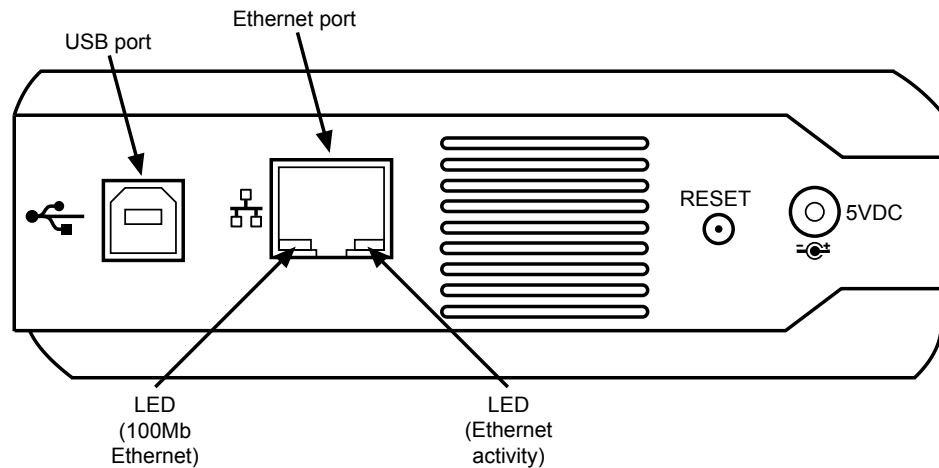 Ethernet port
USB port
RESET
5VDC
LED
(100Mb
Ethernet)
LED
(Ethernet
activity)